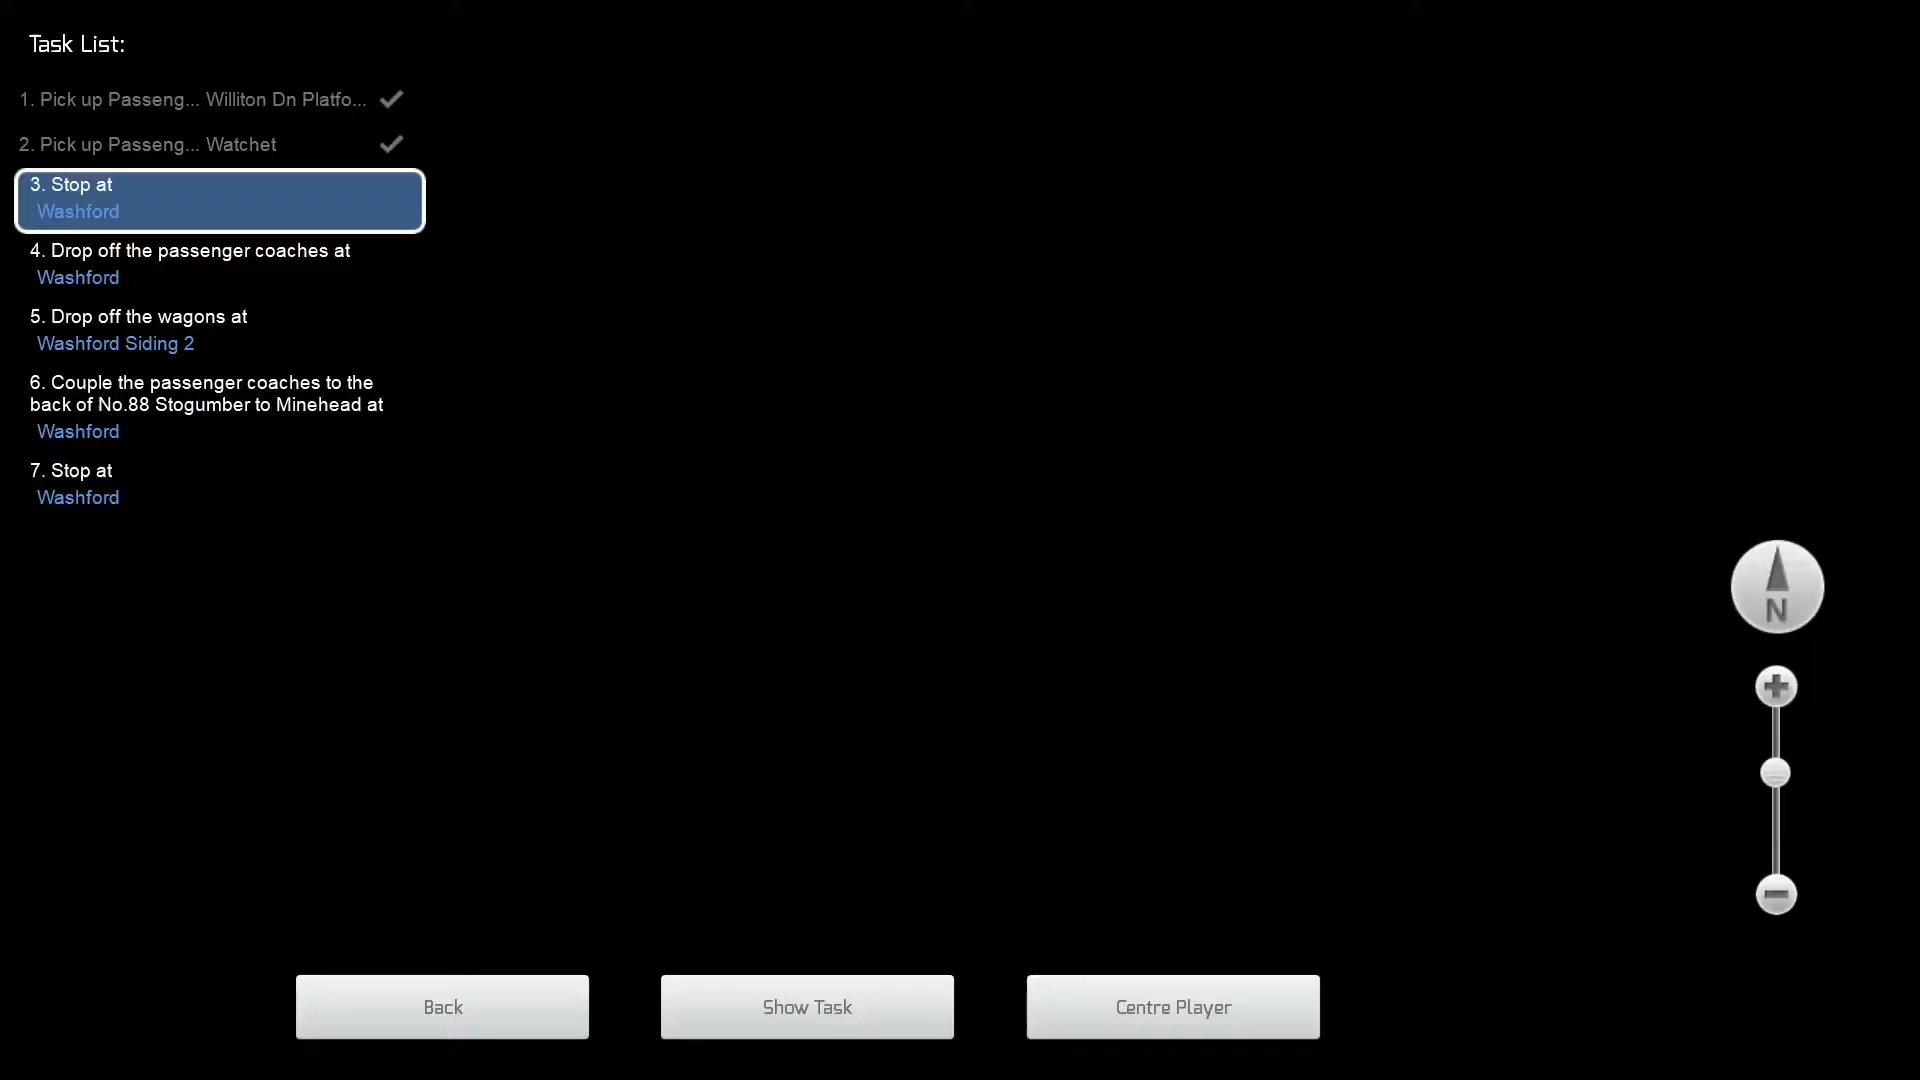 Task List:
1. Pick up Passeng... Williton Dn Platfo...
2. Pick up Passeng... Watchet
3. Stop at
Washford
4. Drop off the passenger coaches at
Washford
5. Drop off the wagons at
Washford Siding 2
6. Couple the passenger coaches to the
back of No.88 Stogumber to Minehead at
Washford
7. Stop at
Washford
N
Back
Show Task
Centre Player